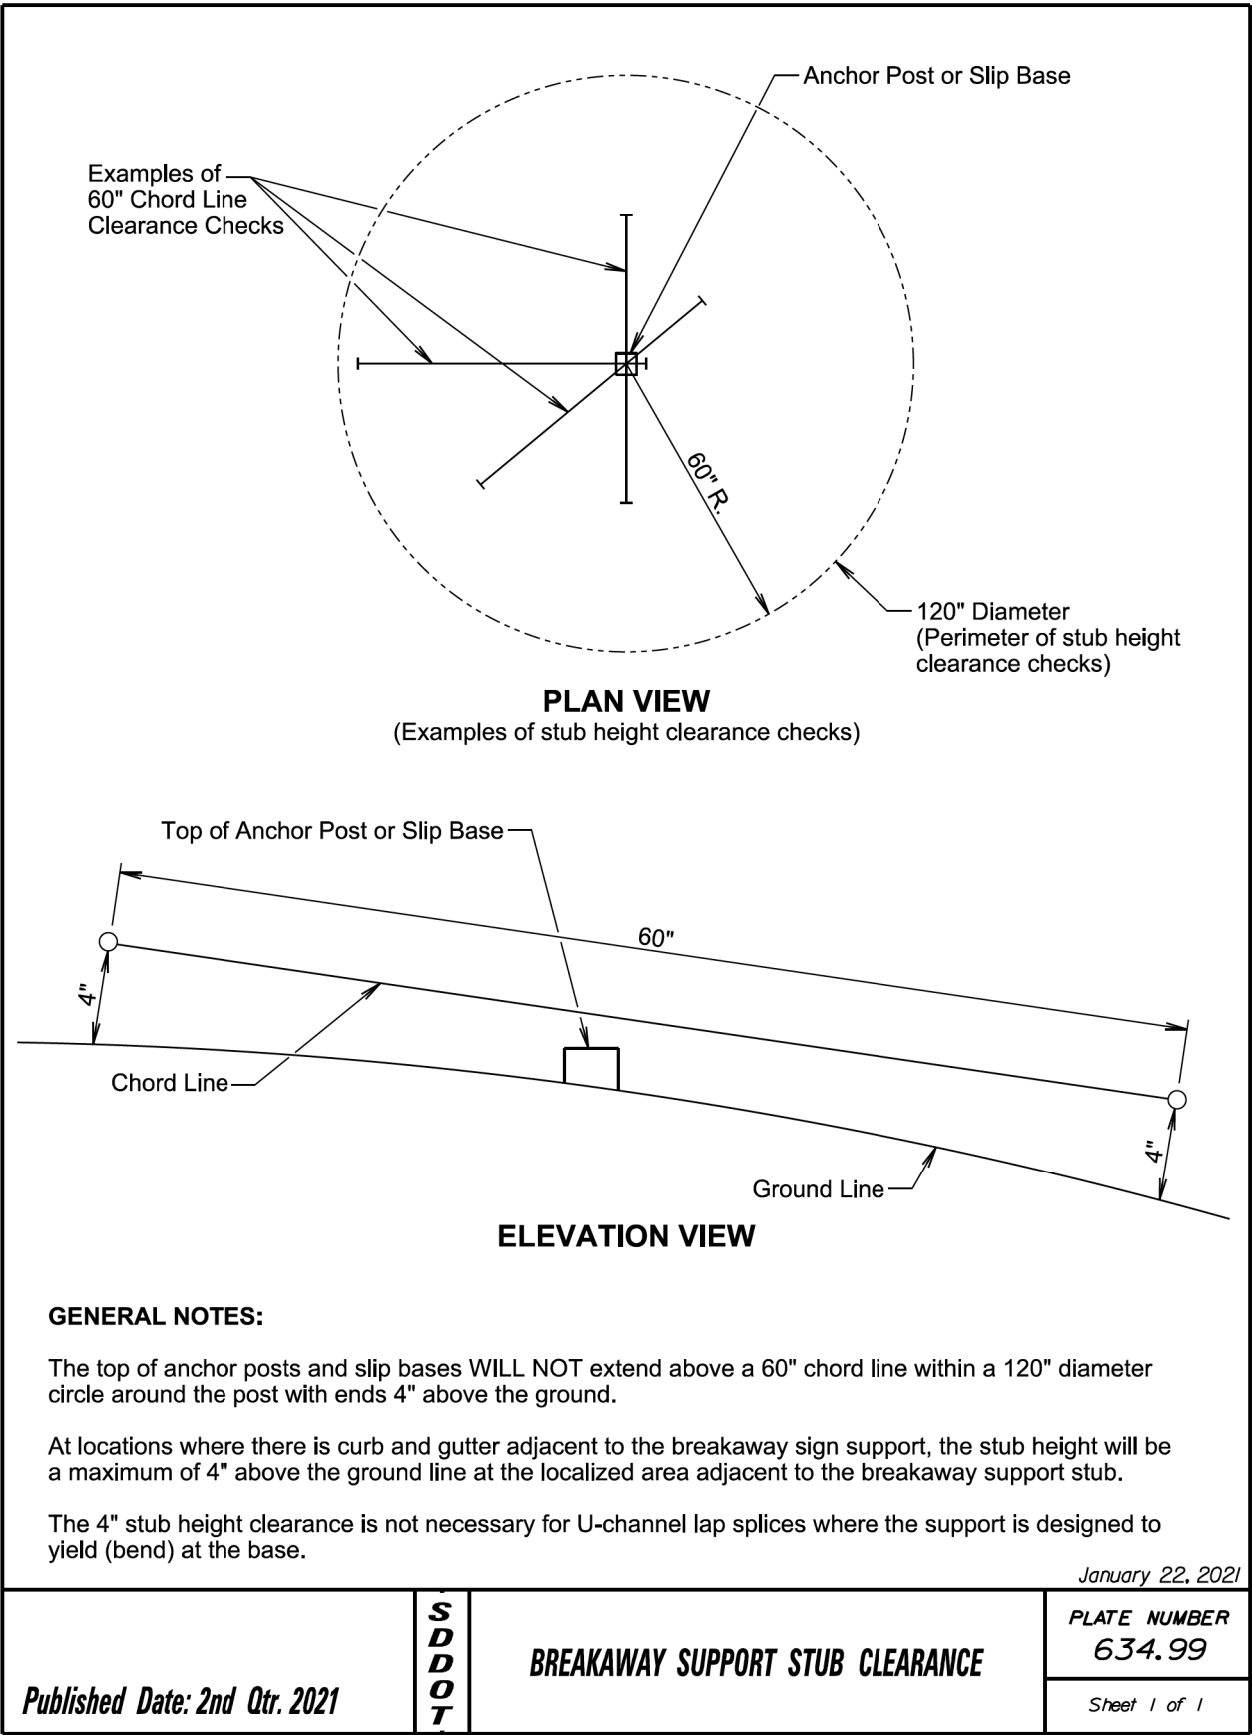 Anchor Post or Slip Base
Examples of
60" Chord Line
Clearance Checks
60" R.
120" Diameter
(Perimeter of stub height
clearance checks)
PLAN VIEW
(Examples of stub height clearance checks)
Top of Anchor Post or Slip Base
60"
4"
Chord Line
4"
Ground Line
ELEVATION VIEW
GENERAL NOTES:
The top of anchor posts and slip bases WILL NOT extend above a 60" chord line within a 120" diameter
circle around the post with ends 4" above the ground.
At locations where there is curb and gutter adjacent to the breakaway sign support, the stub height will be
a maximum of 4" above the ground line at the localized area adjacent to the breakaway support stub.
The 4" stub height clearance is not necessary for U-channel lap splices where the support is designed to
yield (bend) at the base.
January 22, 2021
Published Date: 2nd Qtr. 2021
S
D
D
O
T
BREAKAWAY SUPPORT STUB CLEARANCE
PLATE NUMBER
634.99
Sheet 1 of 1